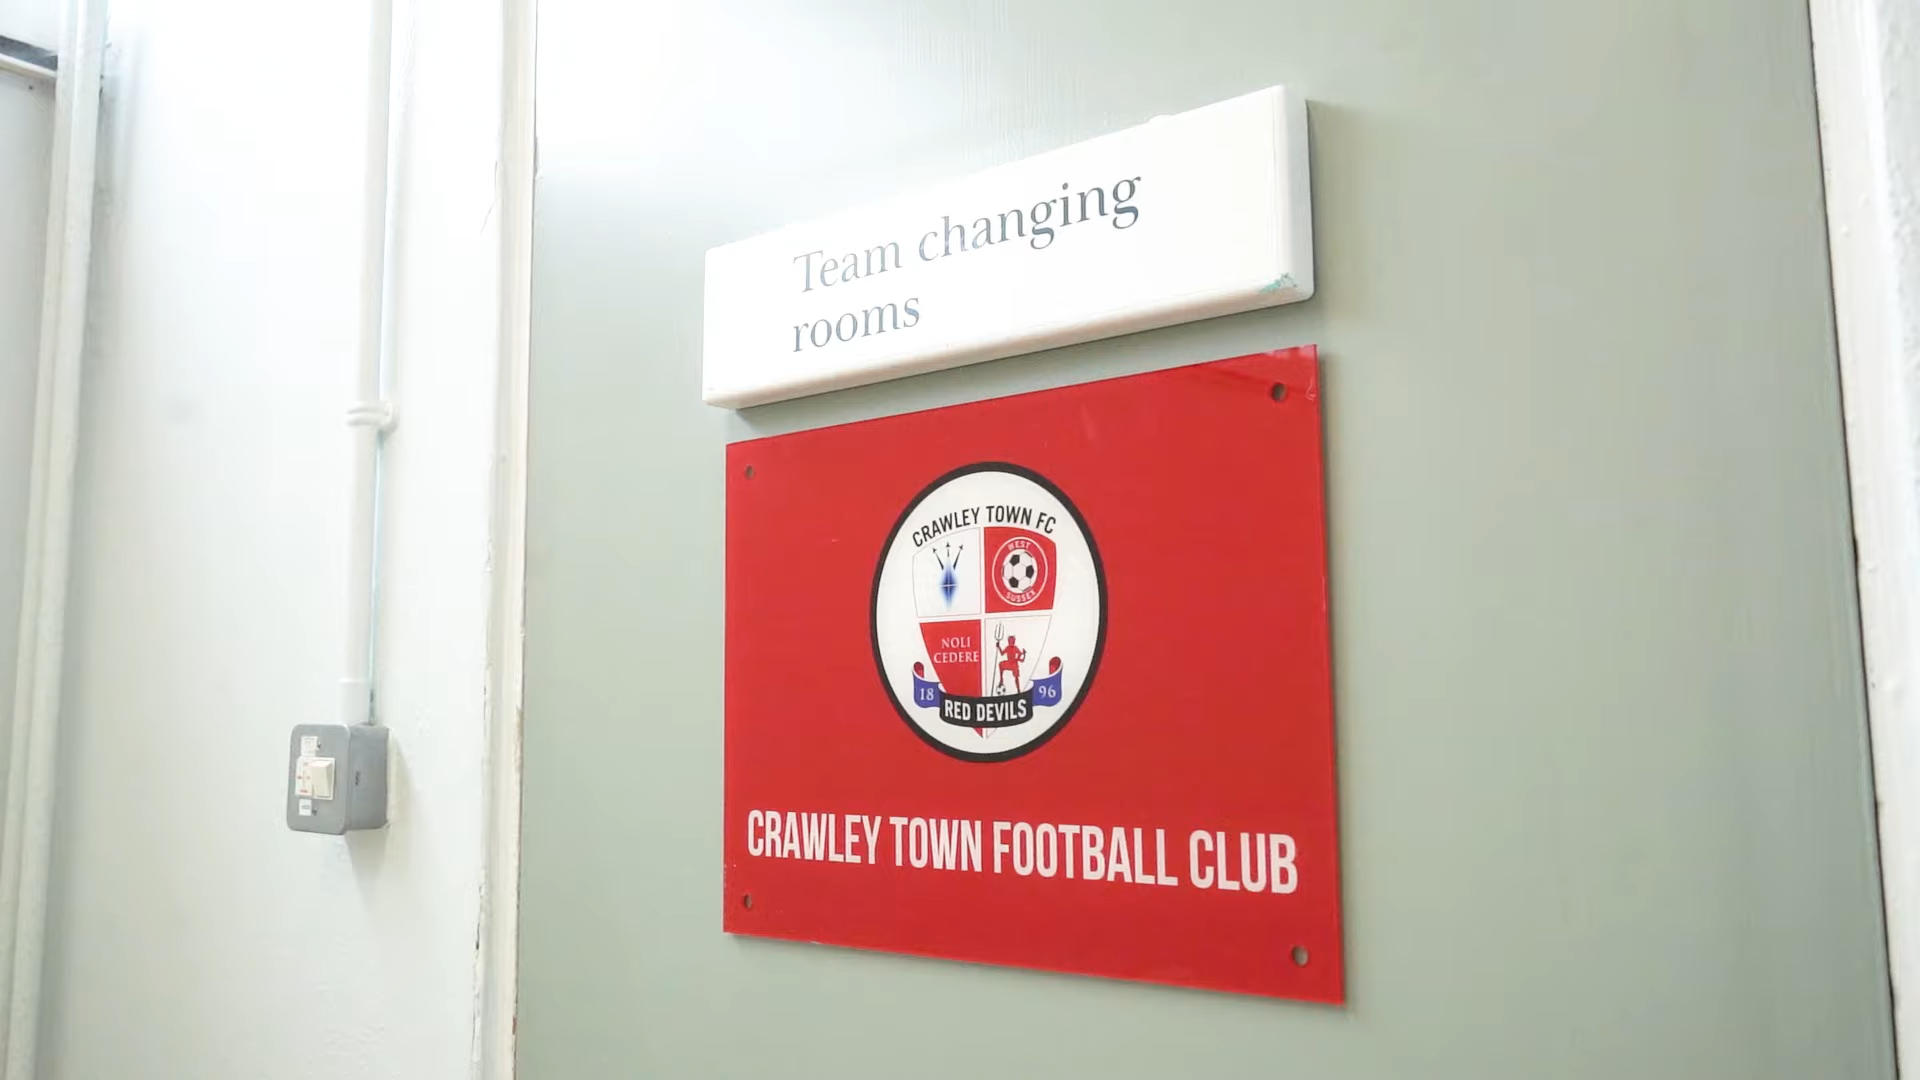 Team changing
rooms
CRAWLEY TOWN FC
WEST
SUSSEX
NOLI
CEDERE
18 96
RED DEVILS
CRAWLEY TOWN FOOTBALL CLUB